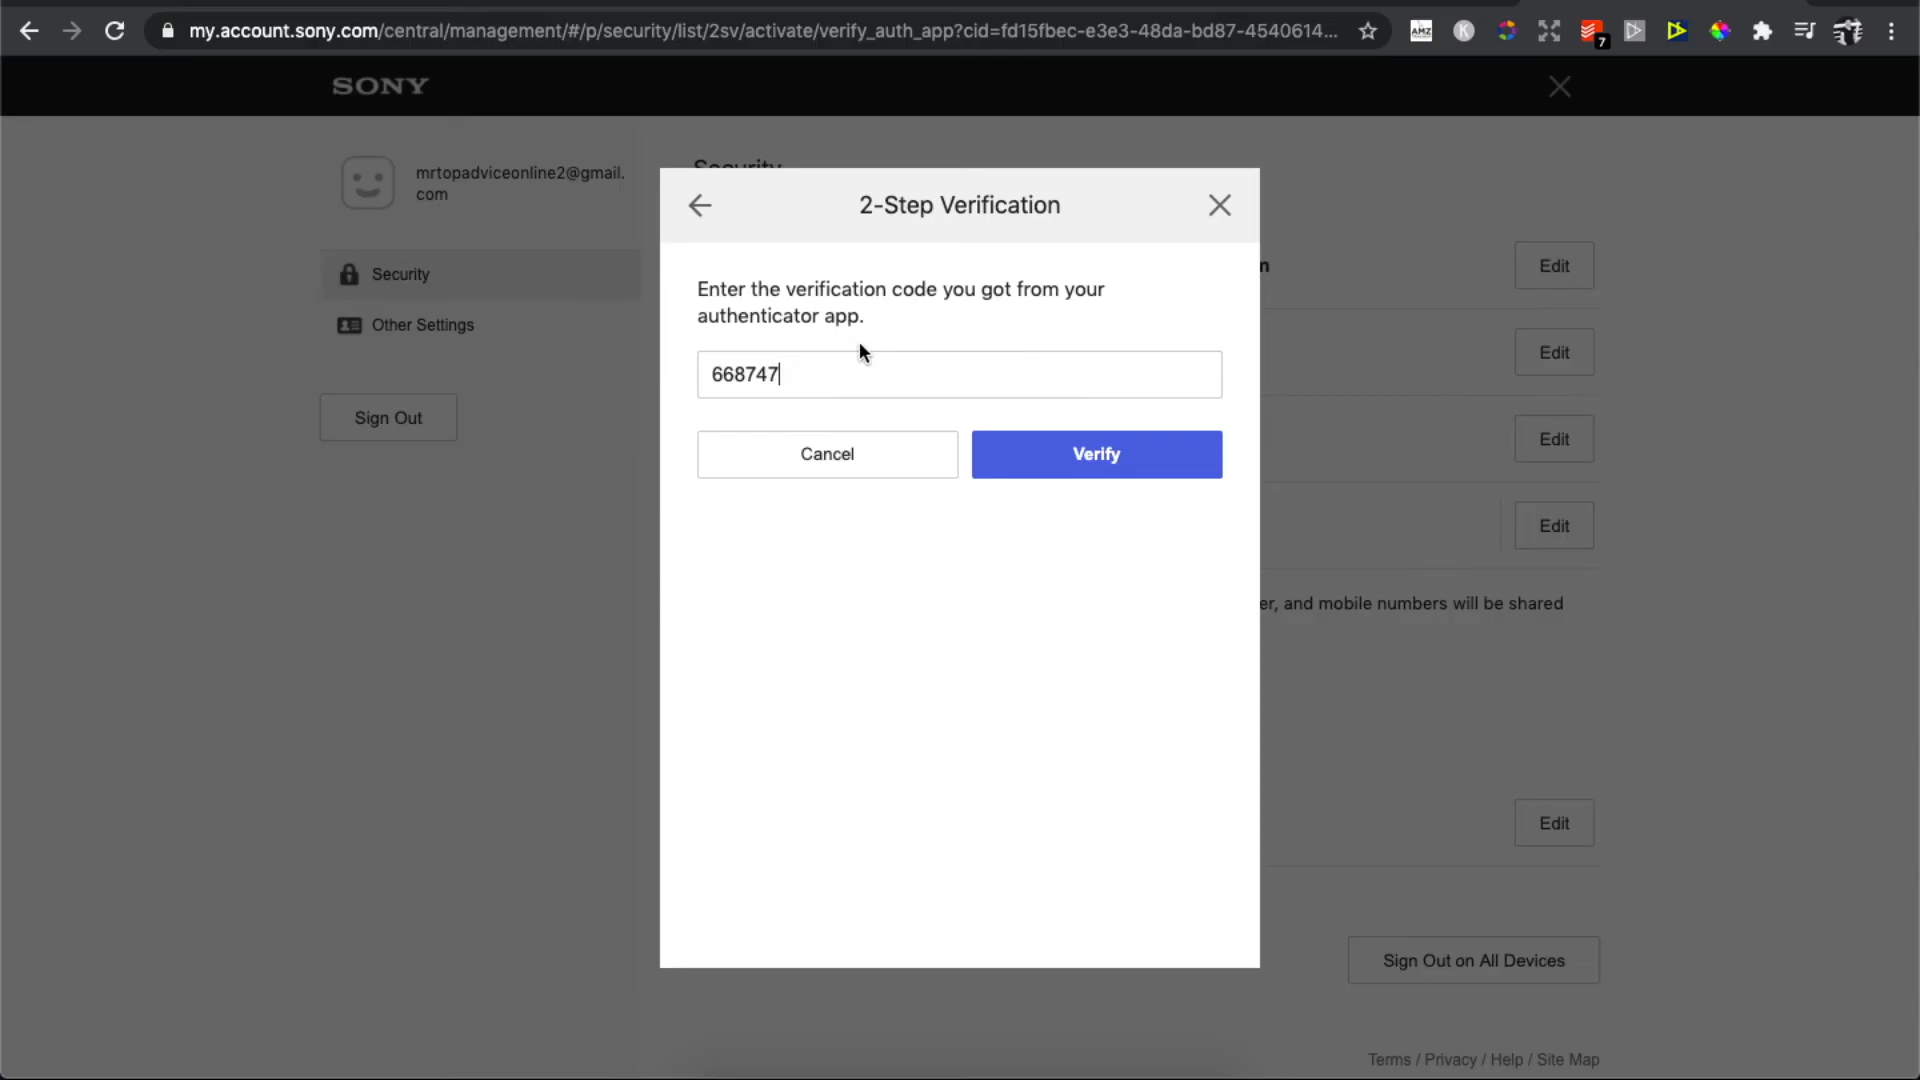 my.account.sony.com/central/management/#/p/security/list/2sv/activate/verify_auth_app?cid=fd15fbec-e3e3-48da-bd87-4540614...
AMZ
K
7
SONY
mrtopadviceonline2@gmail.
com
Security
Other Settings
Sign Out
Security
2-Step Verification
Enter the verification code you got from your
authenticator app.
668747
Cancel
Verify
n
Edit
Edit
Edit
Edit
er, and mobile numbers will be shared
Edit
Sign Out on All Devices
Terms / Privacy / Help / Site Map